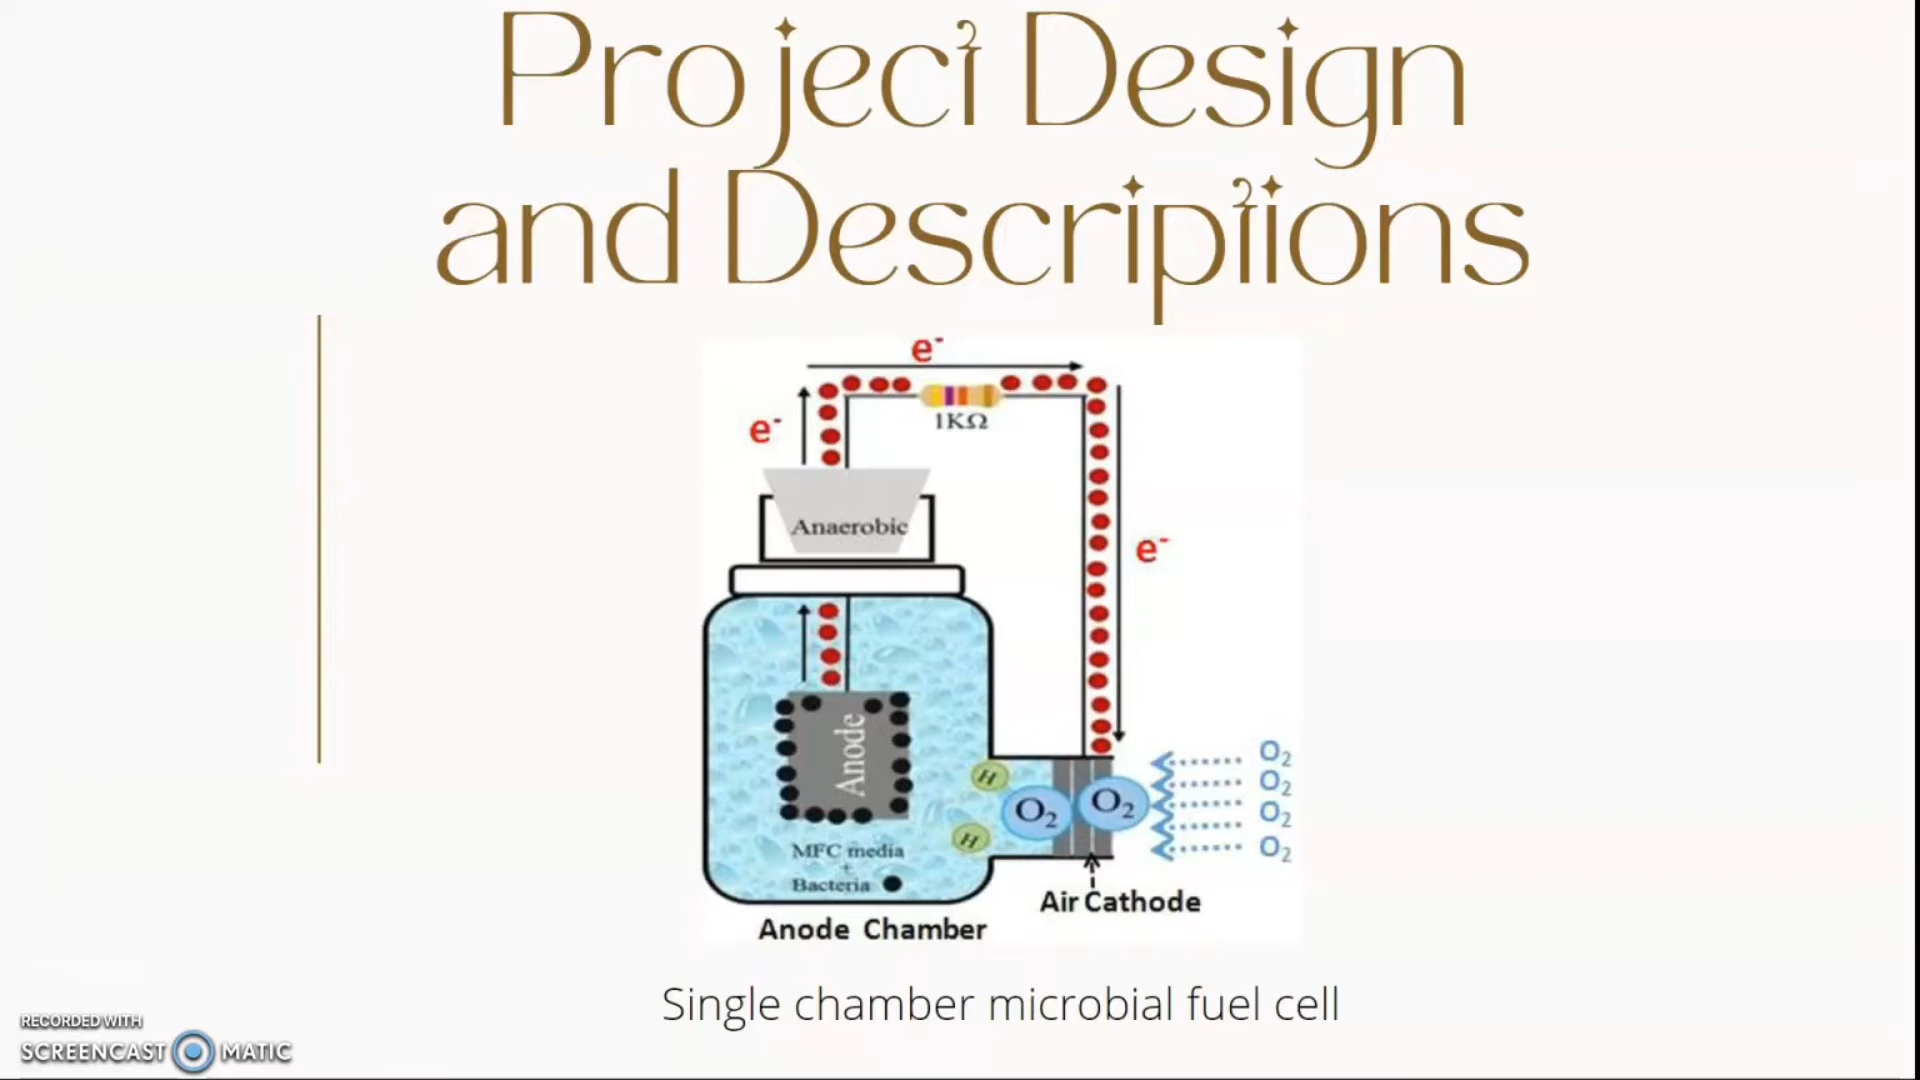 Project Design
and Descriptions
e-
e-
1KΩ
Anaerobic
e-
Anode
H
O2
O2
H
O2
O2
O2
O2
MFC media
+
Bacteria
Air Cathode
Anode Chamber
Single chamber microbial fuel cell
RECORDED WITH
SCREENCAST MATIC